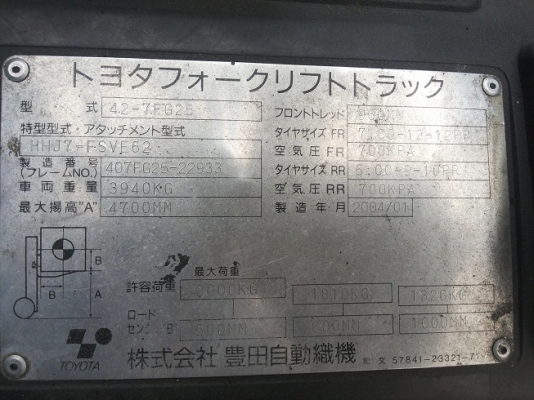 トヨタフォークリフトトラック
型式 42-7FG25
特型型式・アタッチメント型式
HHJ7-FSVF62
製造番号(フレームNO.) 407FG25-22933
車両重量 3940KG
最大揚高"A" 4700MM
フロントトレッド
タイヤサイズ FR
空気圧 FR 700KPA
タイヤサイズ RR
空気圧 RR 700KPA
製造年月 2004/01
B
B
A
最大荷重
許容荷重 1810KG
ロード
センタ"B"
TOYOTA 株式会社 豊田自動織機 57841-23321-71